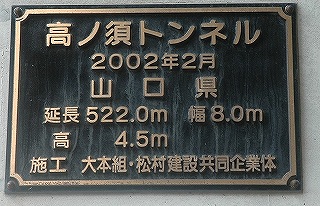 高ノ須トンネル
2002年2月
山口県
延長 522.0m 幅 8.0m
高 4.5m
施工 大本組・松村建設共同企業体